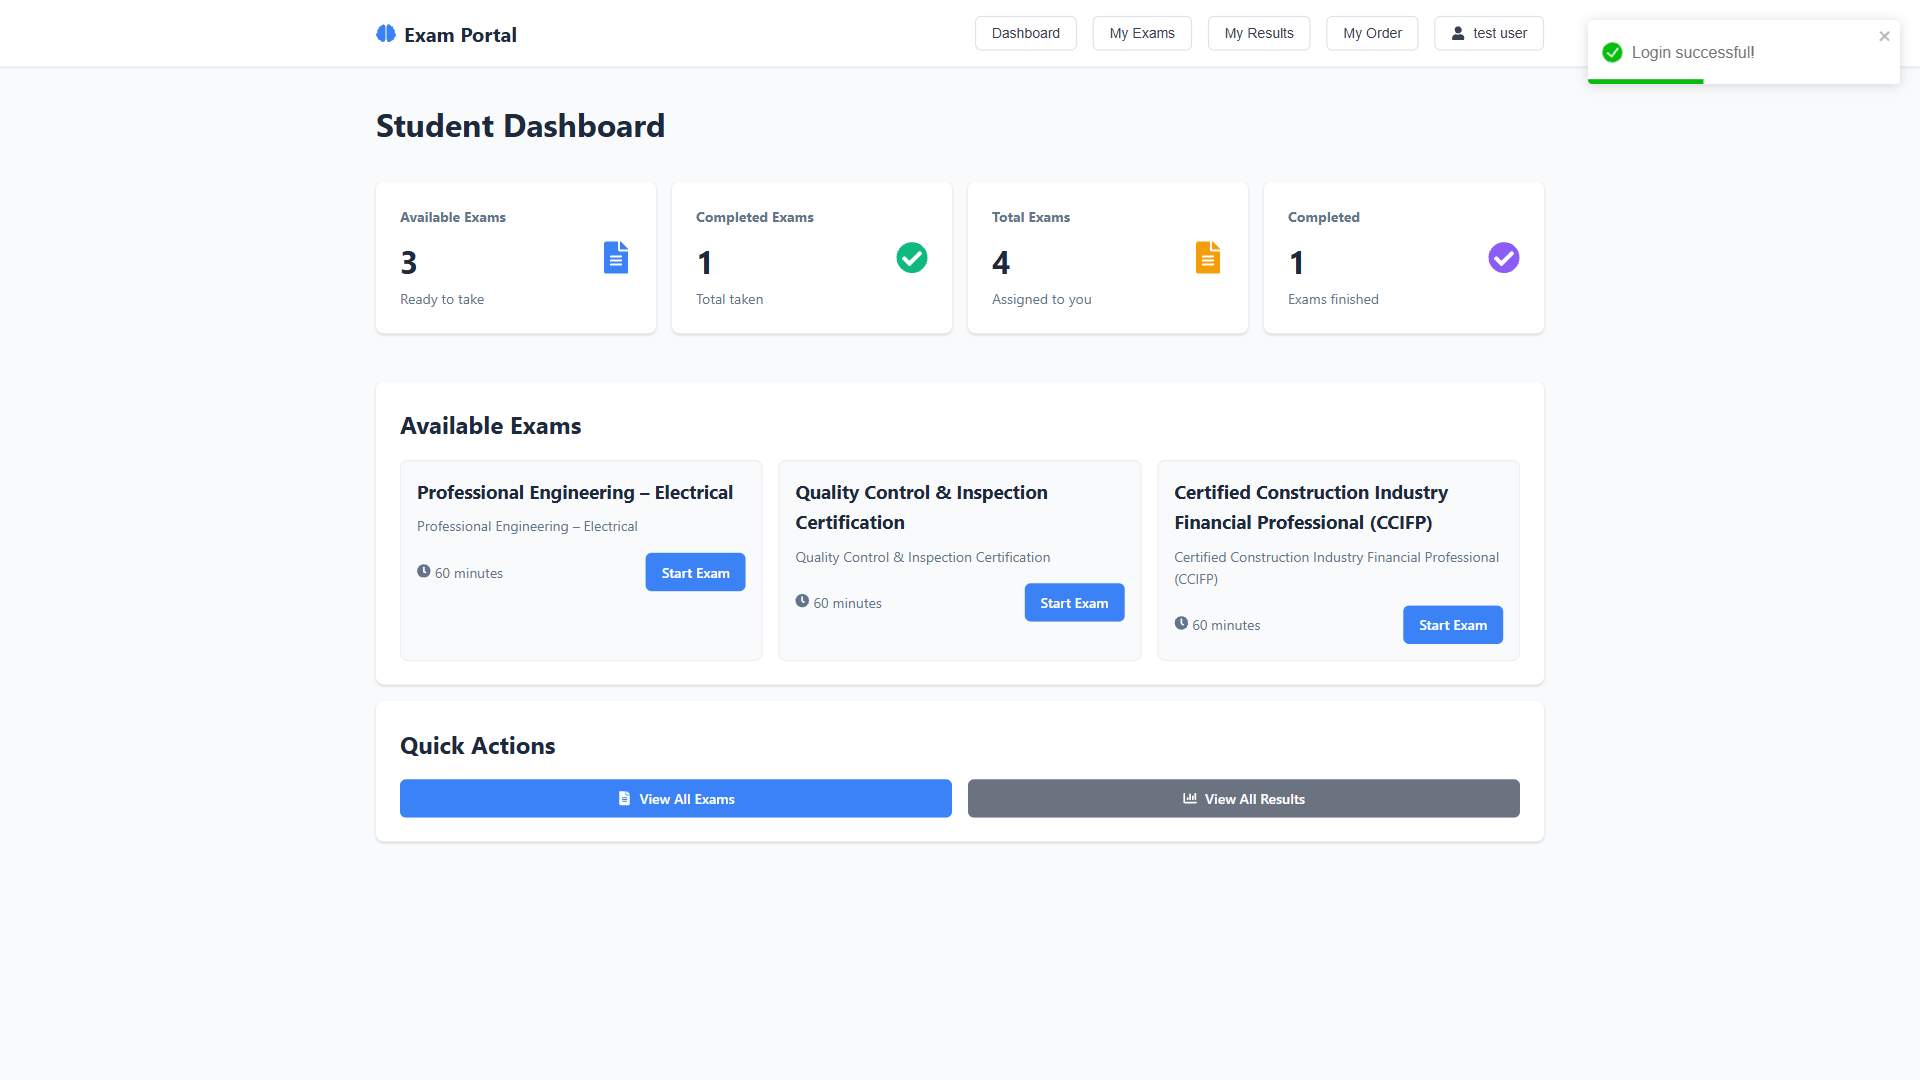 Exam Portal
Dashboard
My Exams
My Results
My Order
test user
Login successful!
Student Dashboard
Available Exams
3
Ready to take
Completed Exams
1
Total taken
Total Exams
4
Assigned to you
Completed
1
Exams finished
Available Exams
Professional Engineering – Electrical
Professional Engineering – Electrical
60 minutes
Start Exam
Quality Control & Inspection
Certification
Quality Control & Inspection Certification
60 minutes
Start Exam
Certified Construction Industry
Financial Professional (CCIFP)
Certified Construction Industry Financial Professional
(CCIFP)
60 minutes
Start Exam
Quick Actions
View All Exams
View All Results